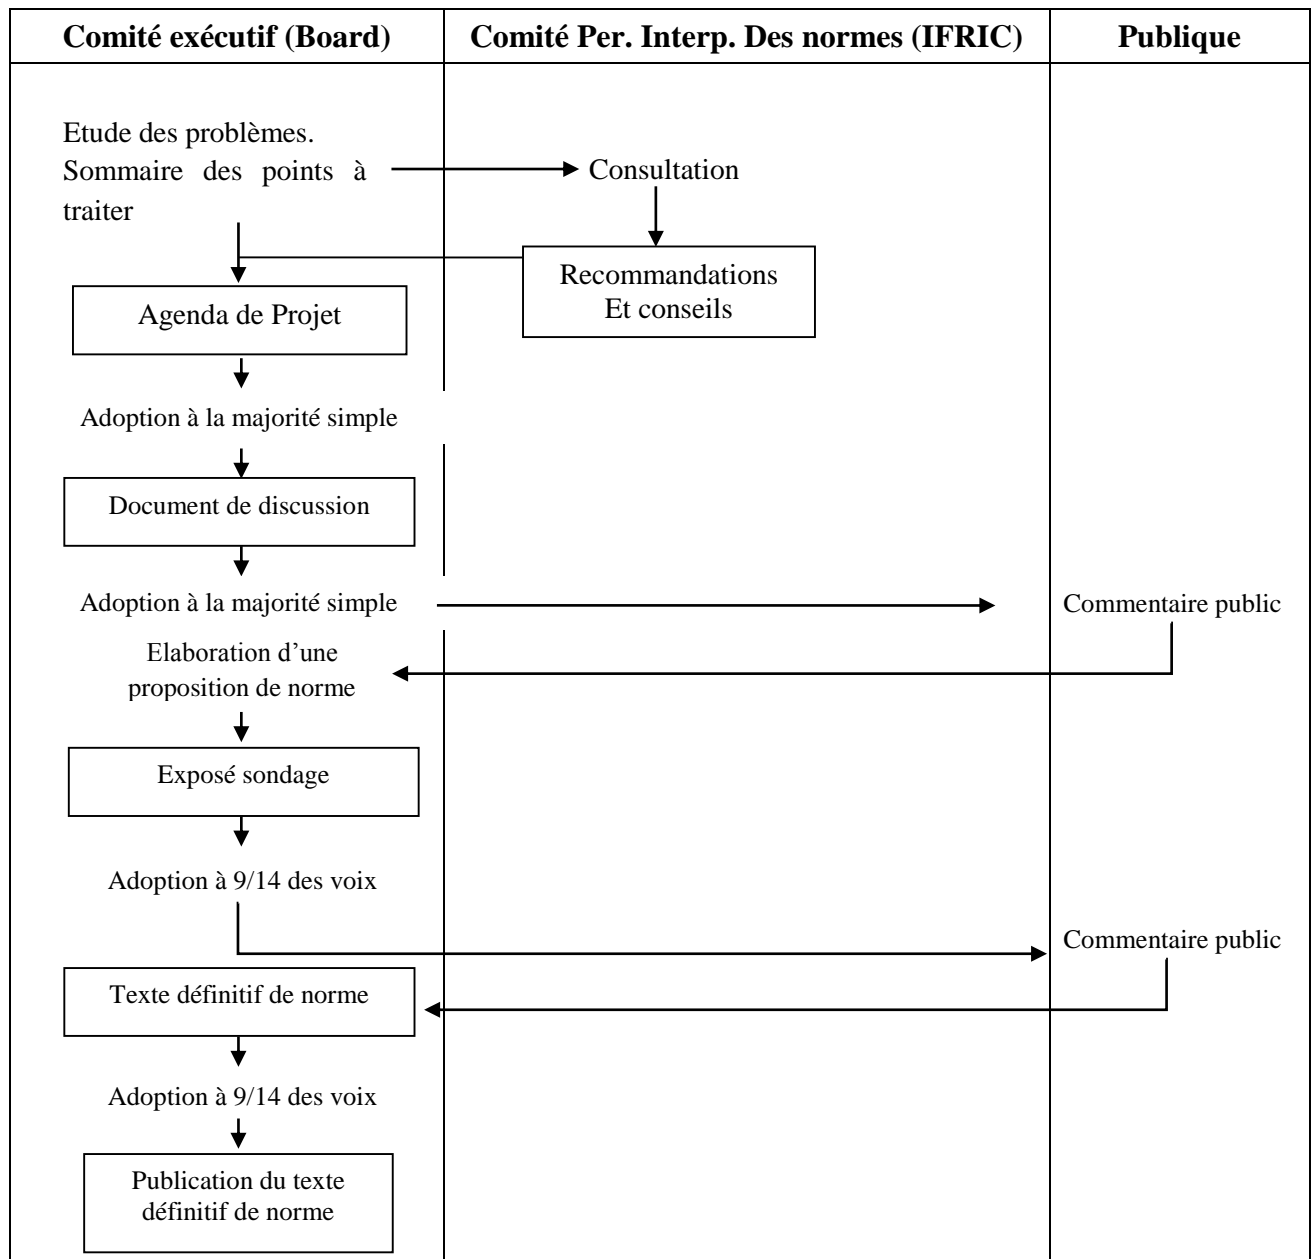 Comité exécutif (Board)
Comité Per. Interp. Des normes (IFRIC)
Publique
Etude des problèmes.
Sommaire des points à
traiter
Consultation
Recommandations
Et conseils
Agenda de Projet
Adoption à la majorité simple
Document de discussion
Adoption à la majorité simple
Commentaire public
Elaboration d’une
proposition de norme
Exposé sondage
Adoption à 9/14 des voix
Commentaire public
Texte définitif de norme
Adoption à 9/14 des voix
Publication du texte
définitif de norme